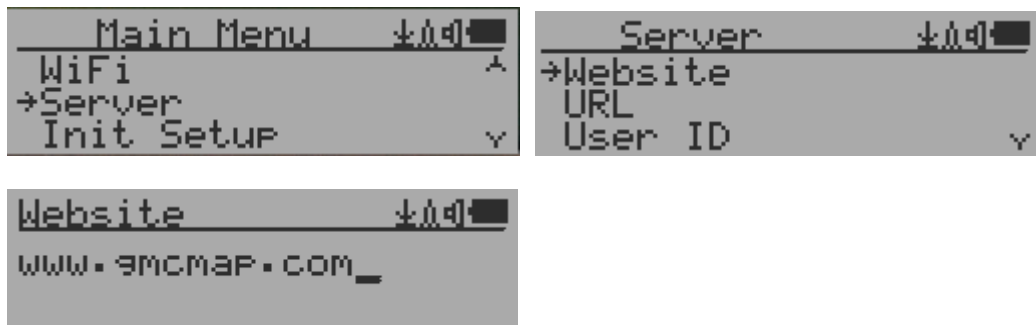 Main Menu
WiFi
→Server
Init Setup
Server
→Website
URL
User ID
Website
www.gmcmap.com_